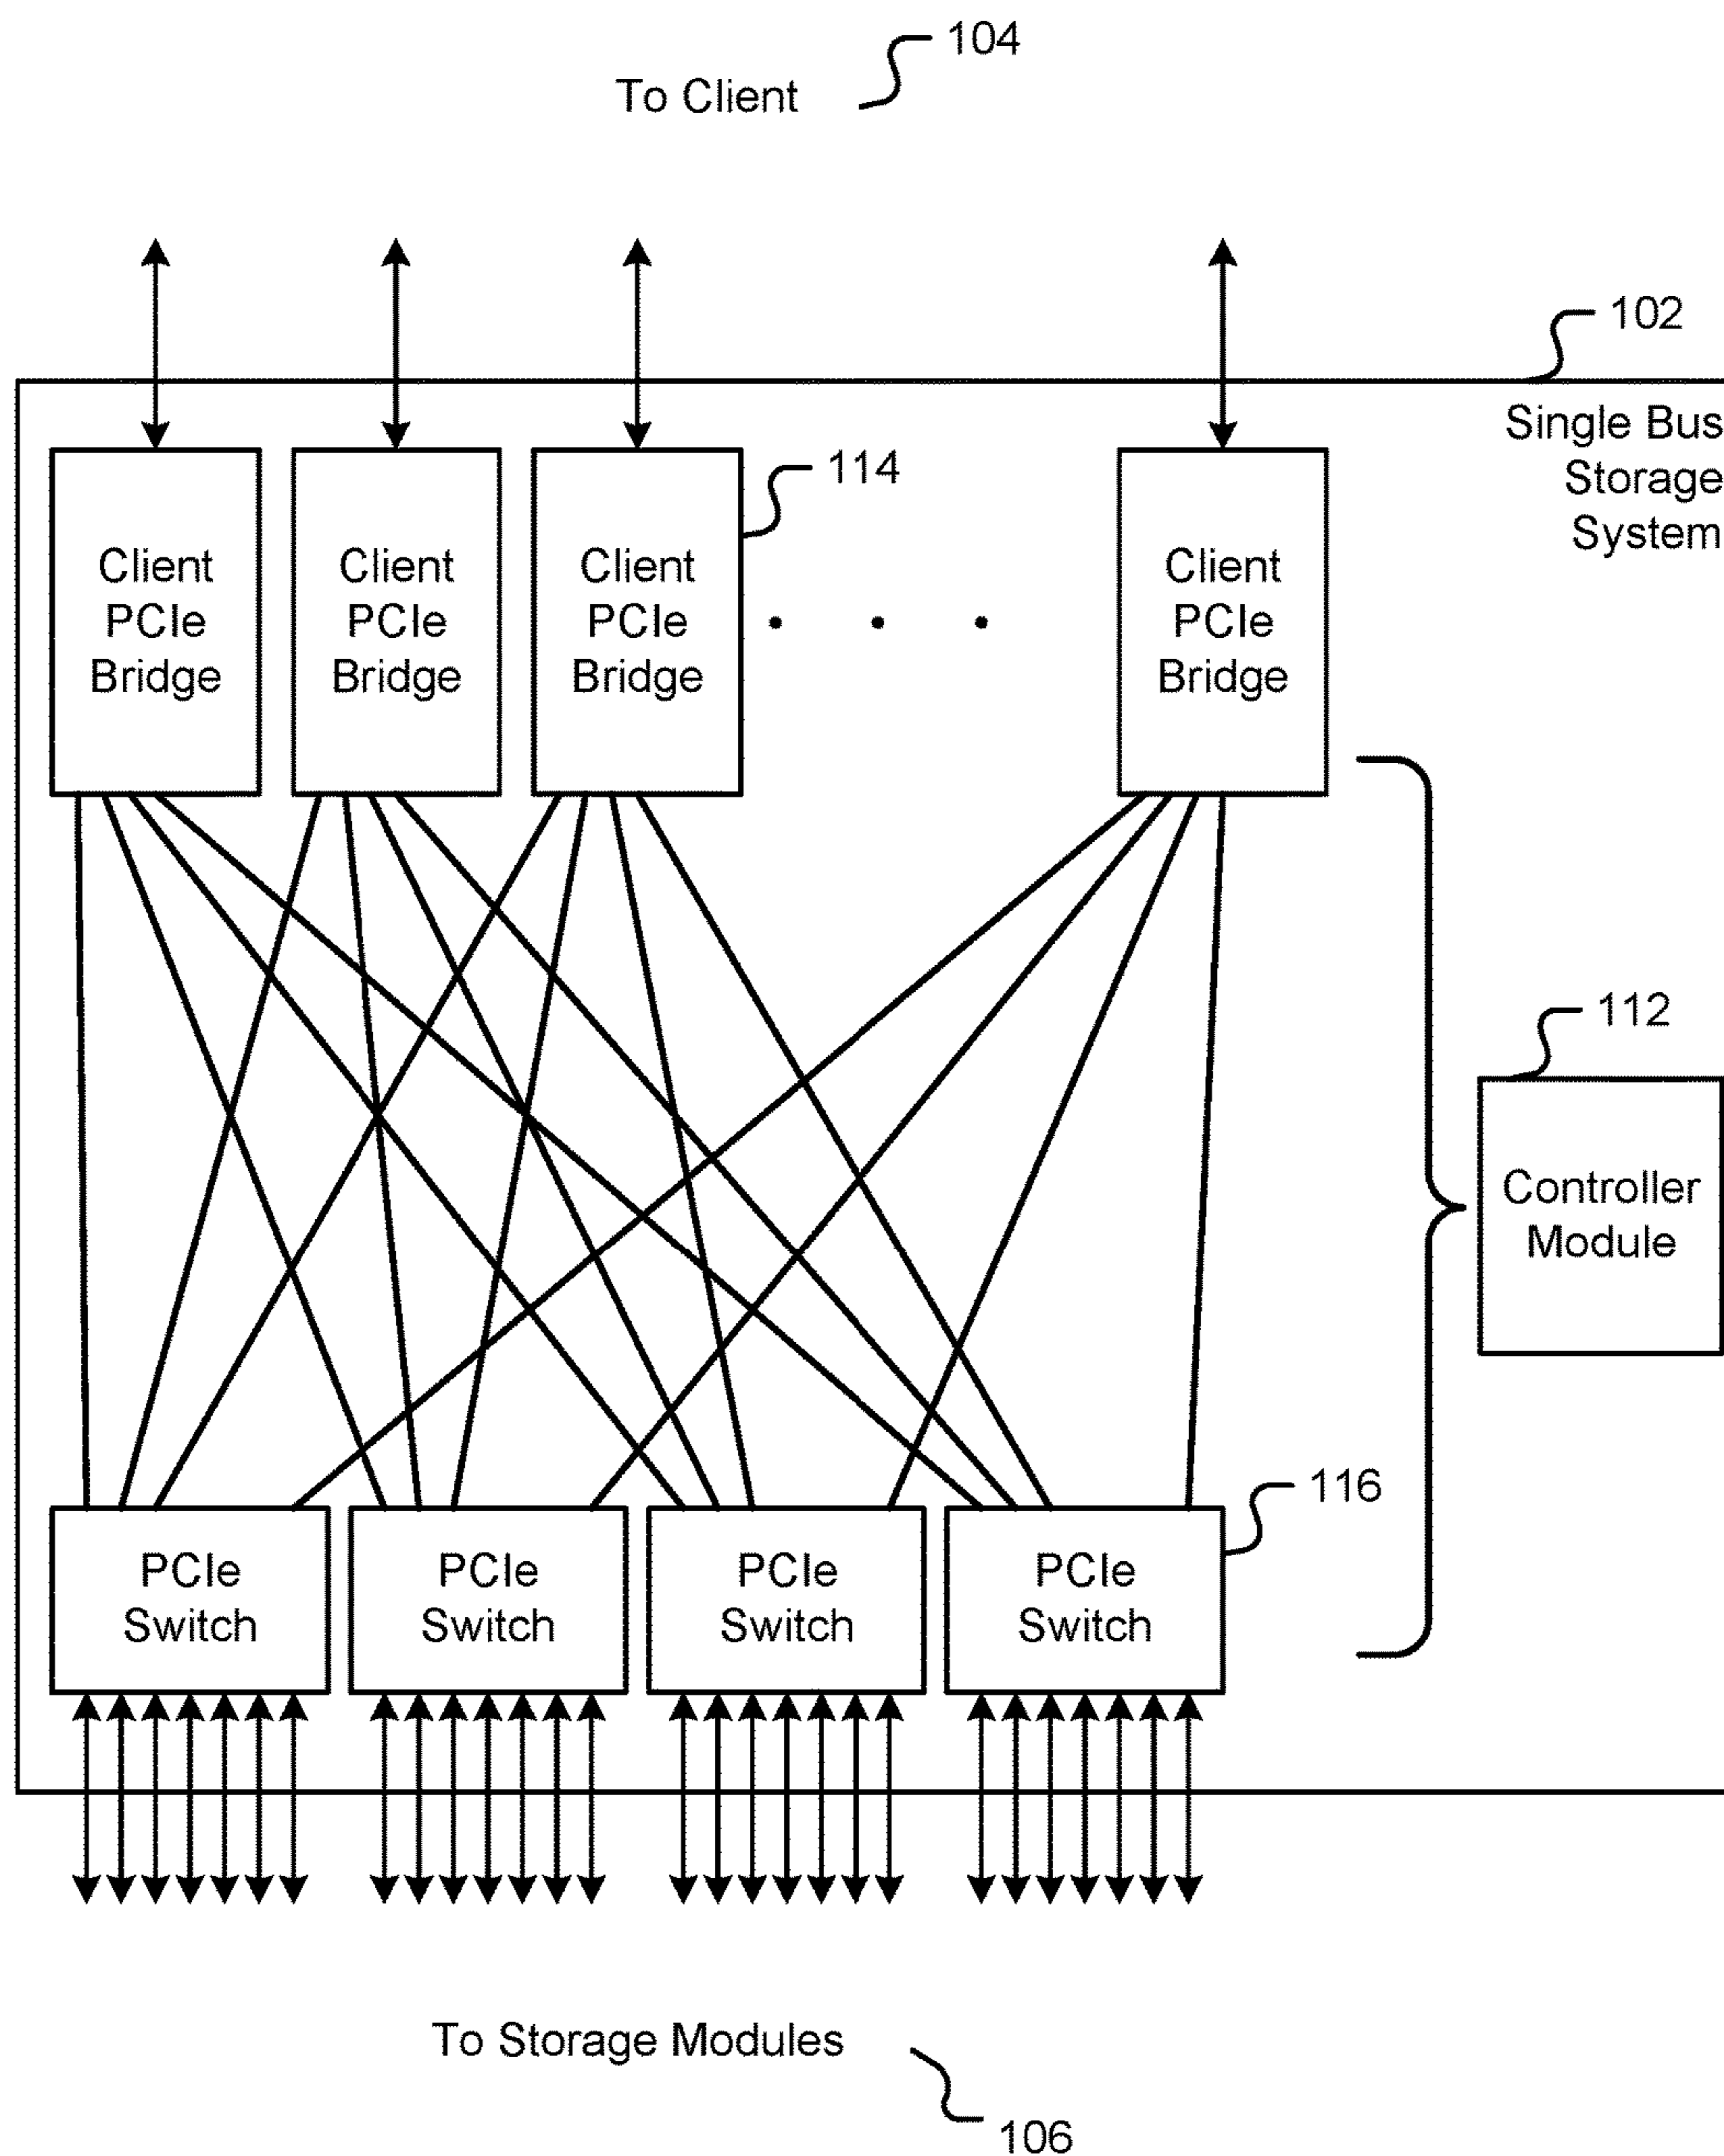 104
To Client
102
Single Bus
Storage
System
114
Client
PCIe
Bridge
Client
PCIe
Bridge
Client
PCIe
Bridge
Client
PCIe
Bridge
112
Controller
Module
116
PCIe
Switch
PCIe
Switch
PCIe
Switch
PCIe
Switch
To Storage Modules
106